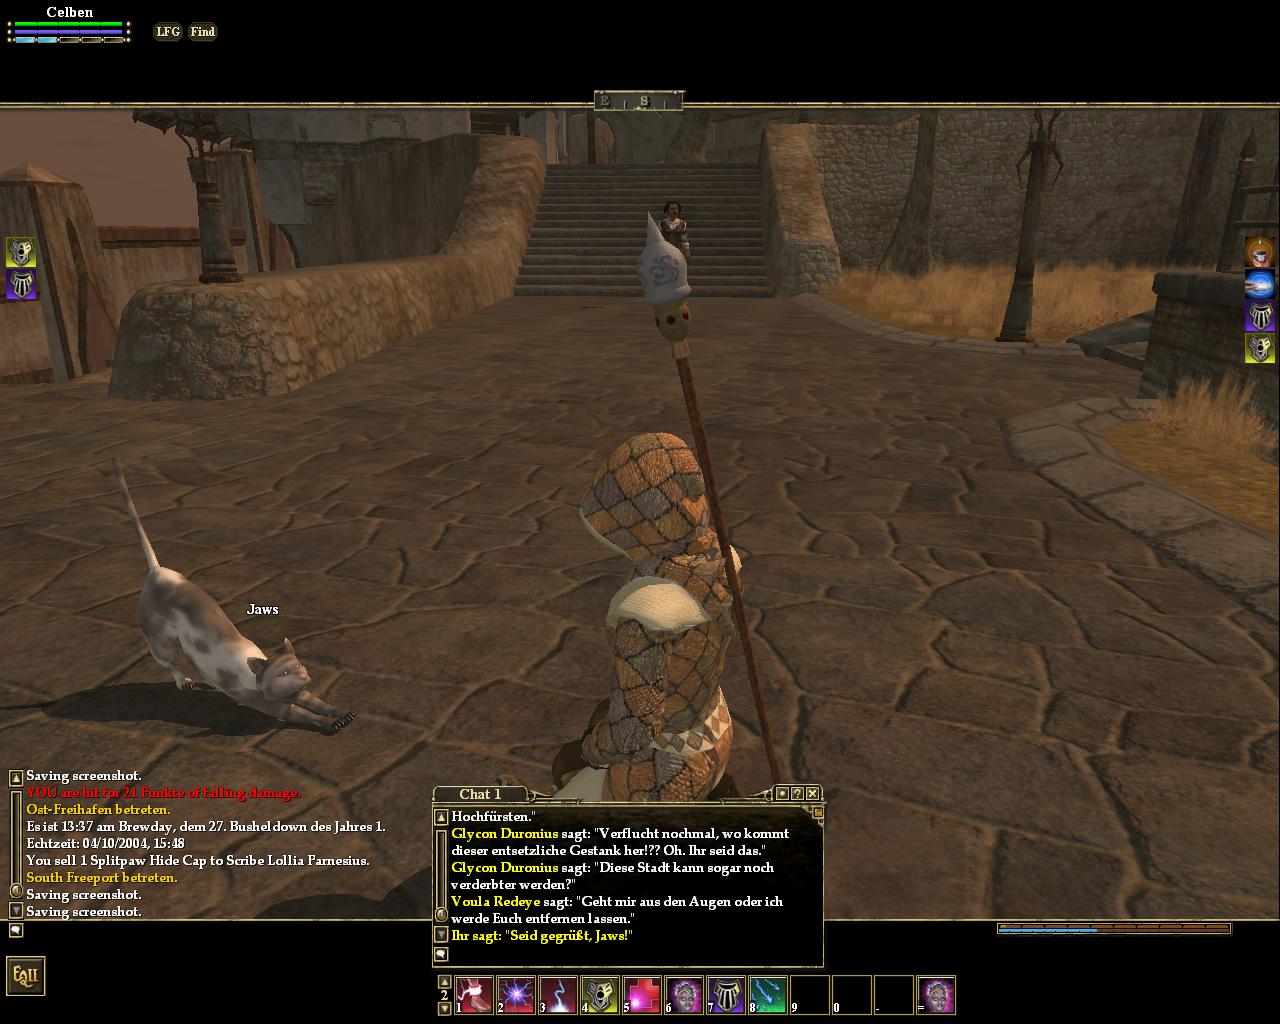 Celben
LFG Find
E S
Jaws
Saving screenshot.
YOU are hit for 21 Punkte of falling damage.
Ost-Freihafen betreten.
Es ist 13:37 am Brewday, dem 27. Busheldown des Jahres 1.
Echtzeit: 04/10/2004, 15:48
You sell 1 Splitpaw Hide Cap to Scribe Lollia Parnesius.
South Freeport betreten.
Saving screenshot.
Saving screenshot.
Chat 1
Hochfürsten."
Glycon Duronius sagt: "Verflucht nochmal, wo kommt
dieser entsetzliche Gestank her!?? Oh. Ihr seid das."
Glycon Duronius sagt: "Diese Stadt kann sogar noch
verderbter werden?"
Voula Redeye sagt: "Geht mir aus den Augen oder ich
werde Euch entfernen lassen."
Ihr sagt: "Seid gegrüßt, Jaws!"
EQII
2
1 2 3 4 5 6 7 8 9 0 - =